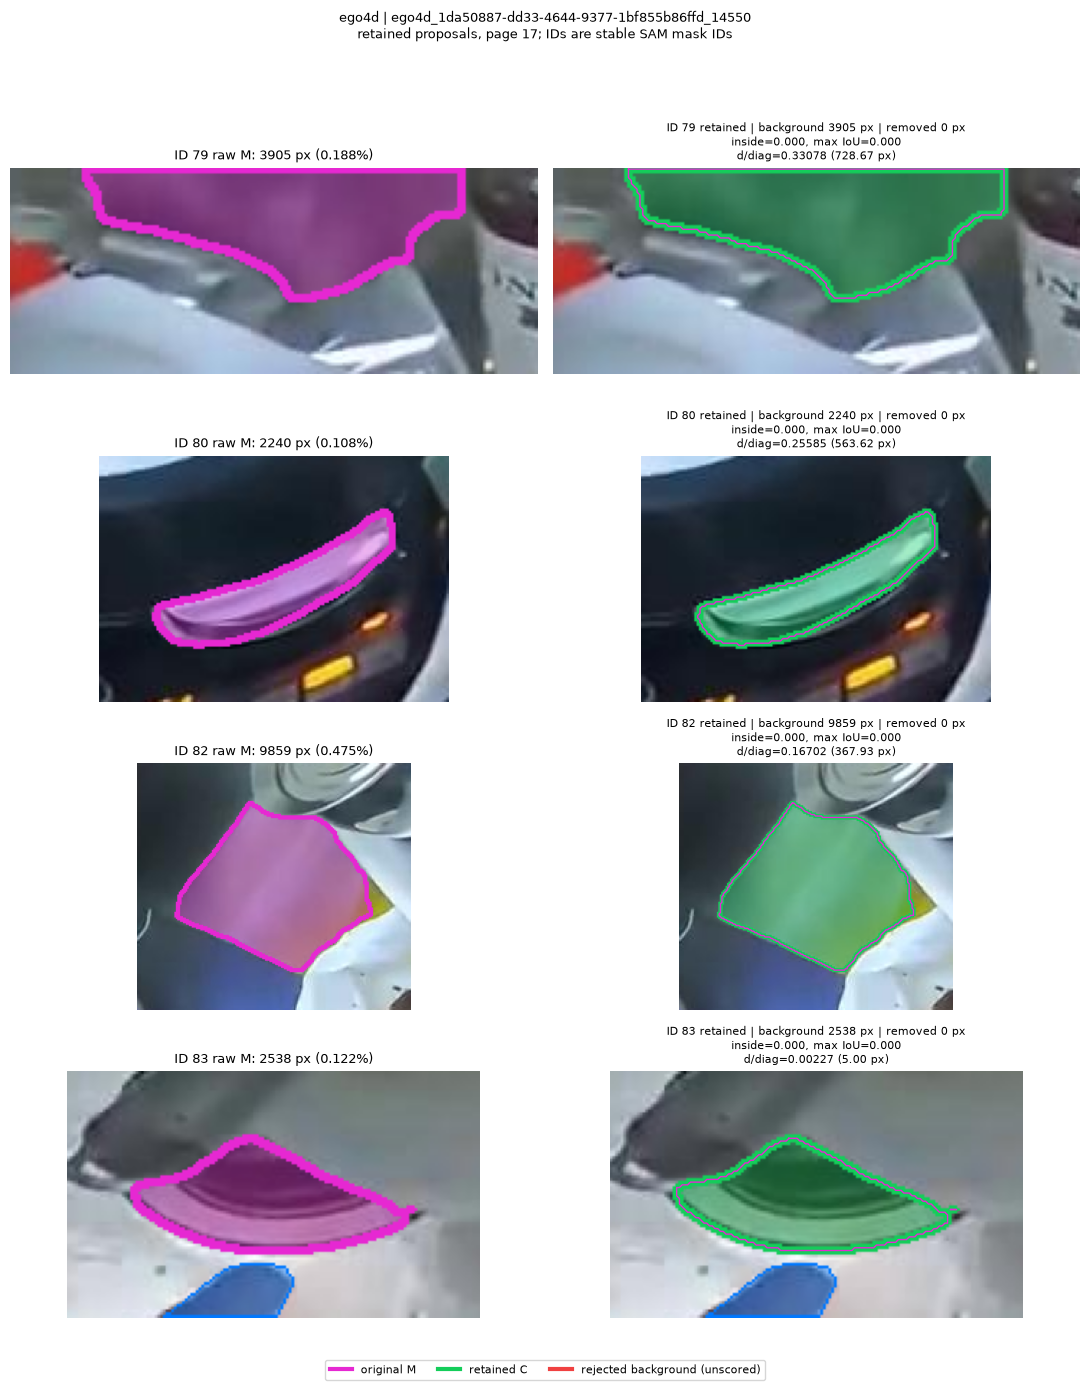 ego4d | ego4d_1da50887-dd33-4644-9377-1bf855b86ffd_14550
retained proposals, page 17; IDs are stable SAM mask IDs
ID 79 raw M: 3905 px (0.188%)
ID 79 retained | background 3905 px | removed 0 px
inside=0.000, max IoU=0.000
d/diag=0.33078 (728.67 px)
ID 80 raw M: 2240 px (0.108%)
ID 80 retained | background 2240 px | removed 0 px
inside=0.000, max IoU=0.000
d/diag=0.25585 (563.62 px)
ID 82 raw M: 9859 px (0.475%)
ID 82 retained | background 9859 px | removed 0 px
inside=0.000, max IoU=0.000
d/diag=0.16702 (367.93 px)
ID 83 raw M: 2538 px (0.122%)
ID 83 retained | background 2538 px | removed 0 px
inside=0.000, max IoU=0.000
d/diag=0.00227 (5.00 px)
original M
retained C
rejected background (unscored)